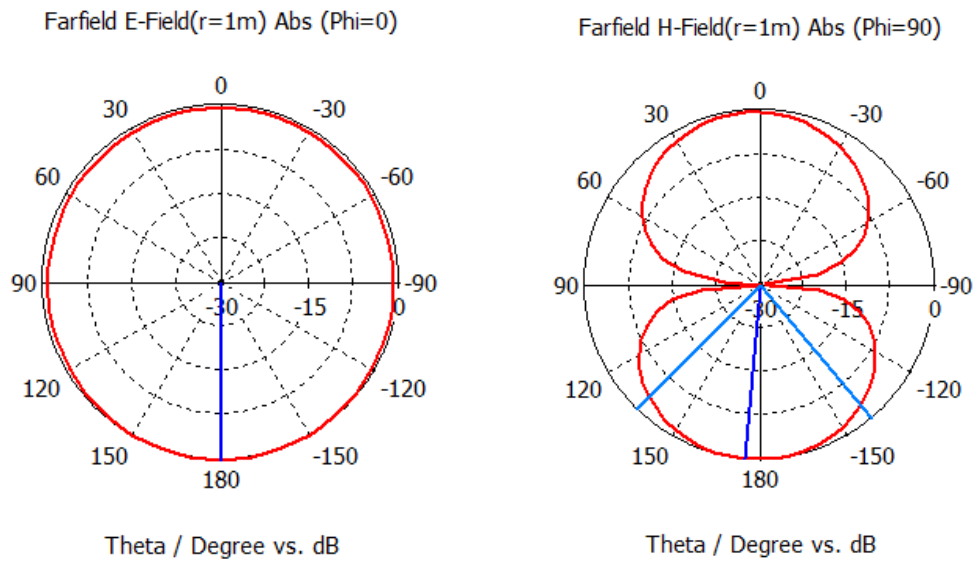 Farfield E-Field(r=1m) Abs (Phi=0)
0
30 -30
60 -60
90 -30 -15 0 -90
120 -120
150 -150
180
Theta / Degree vs. dB
Farfield H-Field(r=1m) Abs (Phi=90)
0
30 -30
60 -60
90 -30 -15 0 -90
120 -120
150 -150
180
Theta / Degree vs. dB